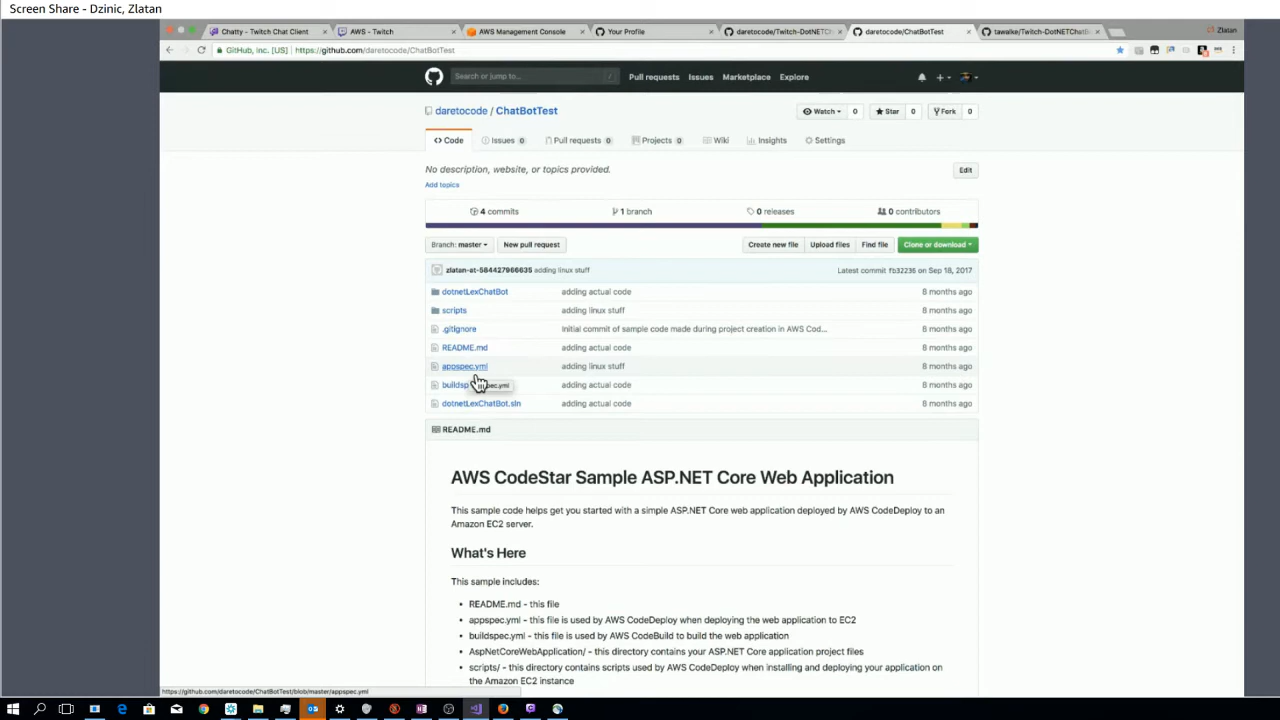 Screen Share - Dzinic, Zlatan
Chatty - Twitch Chat Client
AWS - Twitch
AWS Management Console
Your Profile
daretocode/Twitch-DotNETCh
daretocode/ChatBotTest
tawalke/Twitch-DotNETChatB
Zlatan
GitHub, Inc. [US]
https://github.com/daretocode/ChatBotTest
Search or jump to...
/
Pull requests
Issues
Marketplace
Explore
daretocode / ChatBotTest
Watch
0
Star
0
Fork
0
Code
Issues 0
Pull requests 0
Projects 0
Wiki
Insights
Settings
No description, website, or topics provided.
Edit
Add topics
4 commits
1 branch
0 releases
0 contributors
Branch: master
New pull request
Create new file
Upload files
Find file
Clone or download
zlatan-at-584427966635 adding linux stuff
Latest commit fb32236 on Sep 18, 2017
dotnetLexChatBot
adding actual code
8 months ago
scripts
adding linux stuff
8 months ago
.gitignore
Initial commit of sample code made during project creation in AWS Cod...
8 months ago
README.md
adding actual code
8 months ago
appspec.yml
adding linux stuff
8 months ago
buildsp
pec.yml
adding actual code
8 months ago
dotnetLexChatBot.sln
adding actual code
8 months ago
README.md
AWS CodeStar Sample ASP.NET Core Web Application
This sample code helps get you started with a simple ASP.NET Core web application deployed by AWS CodeDeploy to an
Amazon EC2 server.
What's Here
This sample includes:
• README.md - this file
• appspec.yml - this file is used by AWS CodeDeploy when deploying the web application to EC2
• buildspec.yml - this file is used by AWS CodeBuild to build the web application
• AspNetCoreWebApplication/ - this directory contains your ASP.NET Core application project files
• scripts/ - this directory contains scripts used by AWS CodeDeploy when installing and deploying your application on
the Amazon EC2 instance
https://github.com/daretocode/ChatBotTest/blob/master/appspec.yml